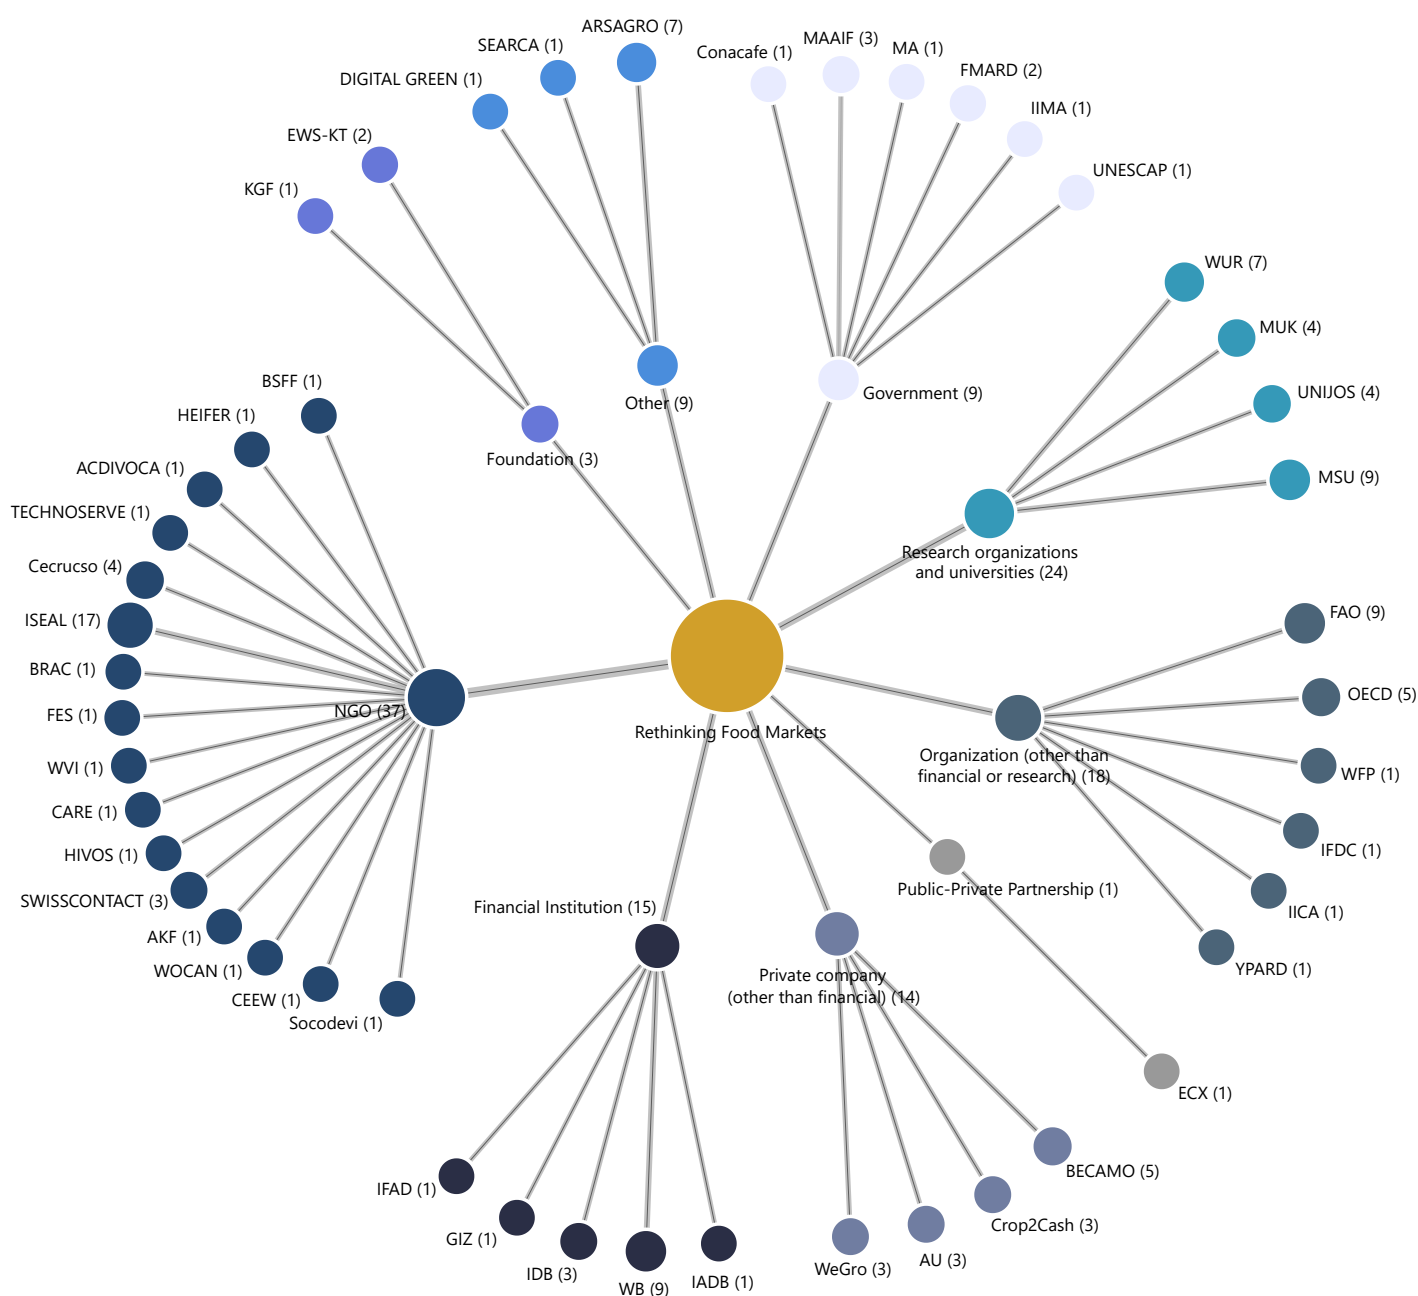 ARSAGRO (7)
SEARCA (1)
DIGITAL GREEN (1)
EWS-KT (2)
KGF (1)
Conacafe (1)
MAAIF (3)
MA (1)
FMARD (2)
IIMA (1)
UNESCAP (1)
WUR (7)
MUK (4)
UNIJOS (4)
MSU (9)
Other (9)
Government (9)
Foundation (3)
Research organizations
and universities (24)
BSFF (1)
HEIFER (1)
ACDIVOCA (1)
TECHNOSERVE (1)
Cecrucso (4)
ISEAL (17)
BRAC (1)
FES (1)
WVI (1)
CARE (1)
HIVOS (1)
SWISSCONTACT (3)
AKF (1)
WOCAN (1)
CEEW (1)
Socodevi (1)
NGO (37)
Rethinking Food Markets
Organization (other than
financial or research) (18)
FAO (9)
OECD (5)
WFP (1)
IFDC (1)
IICA (1)
YPARD (1)
Public-Private Partnership (1)
ECX (1)
Financial Institution (15)
Private company
(other than financial) (14)
IFAD (1)
GIZ (1)
IDB (3)
WB (9)
IADB (1)
WeGro (3)
AU (3)
Crop2Cash (3)
BECAMO (5)